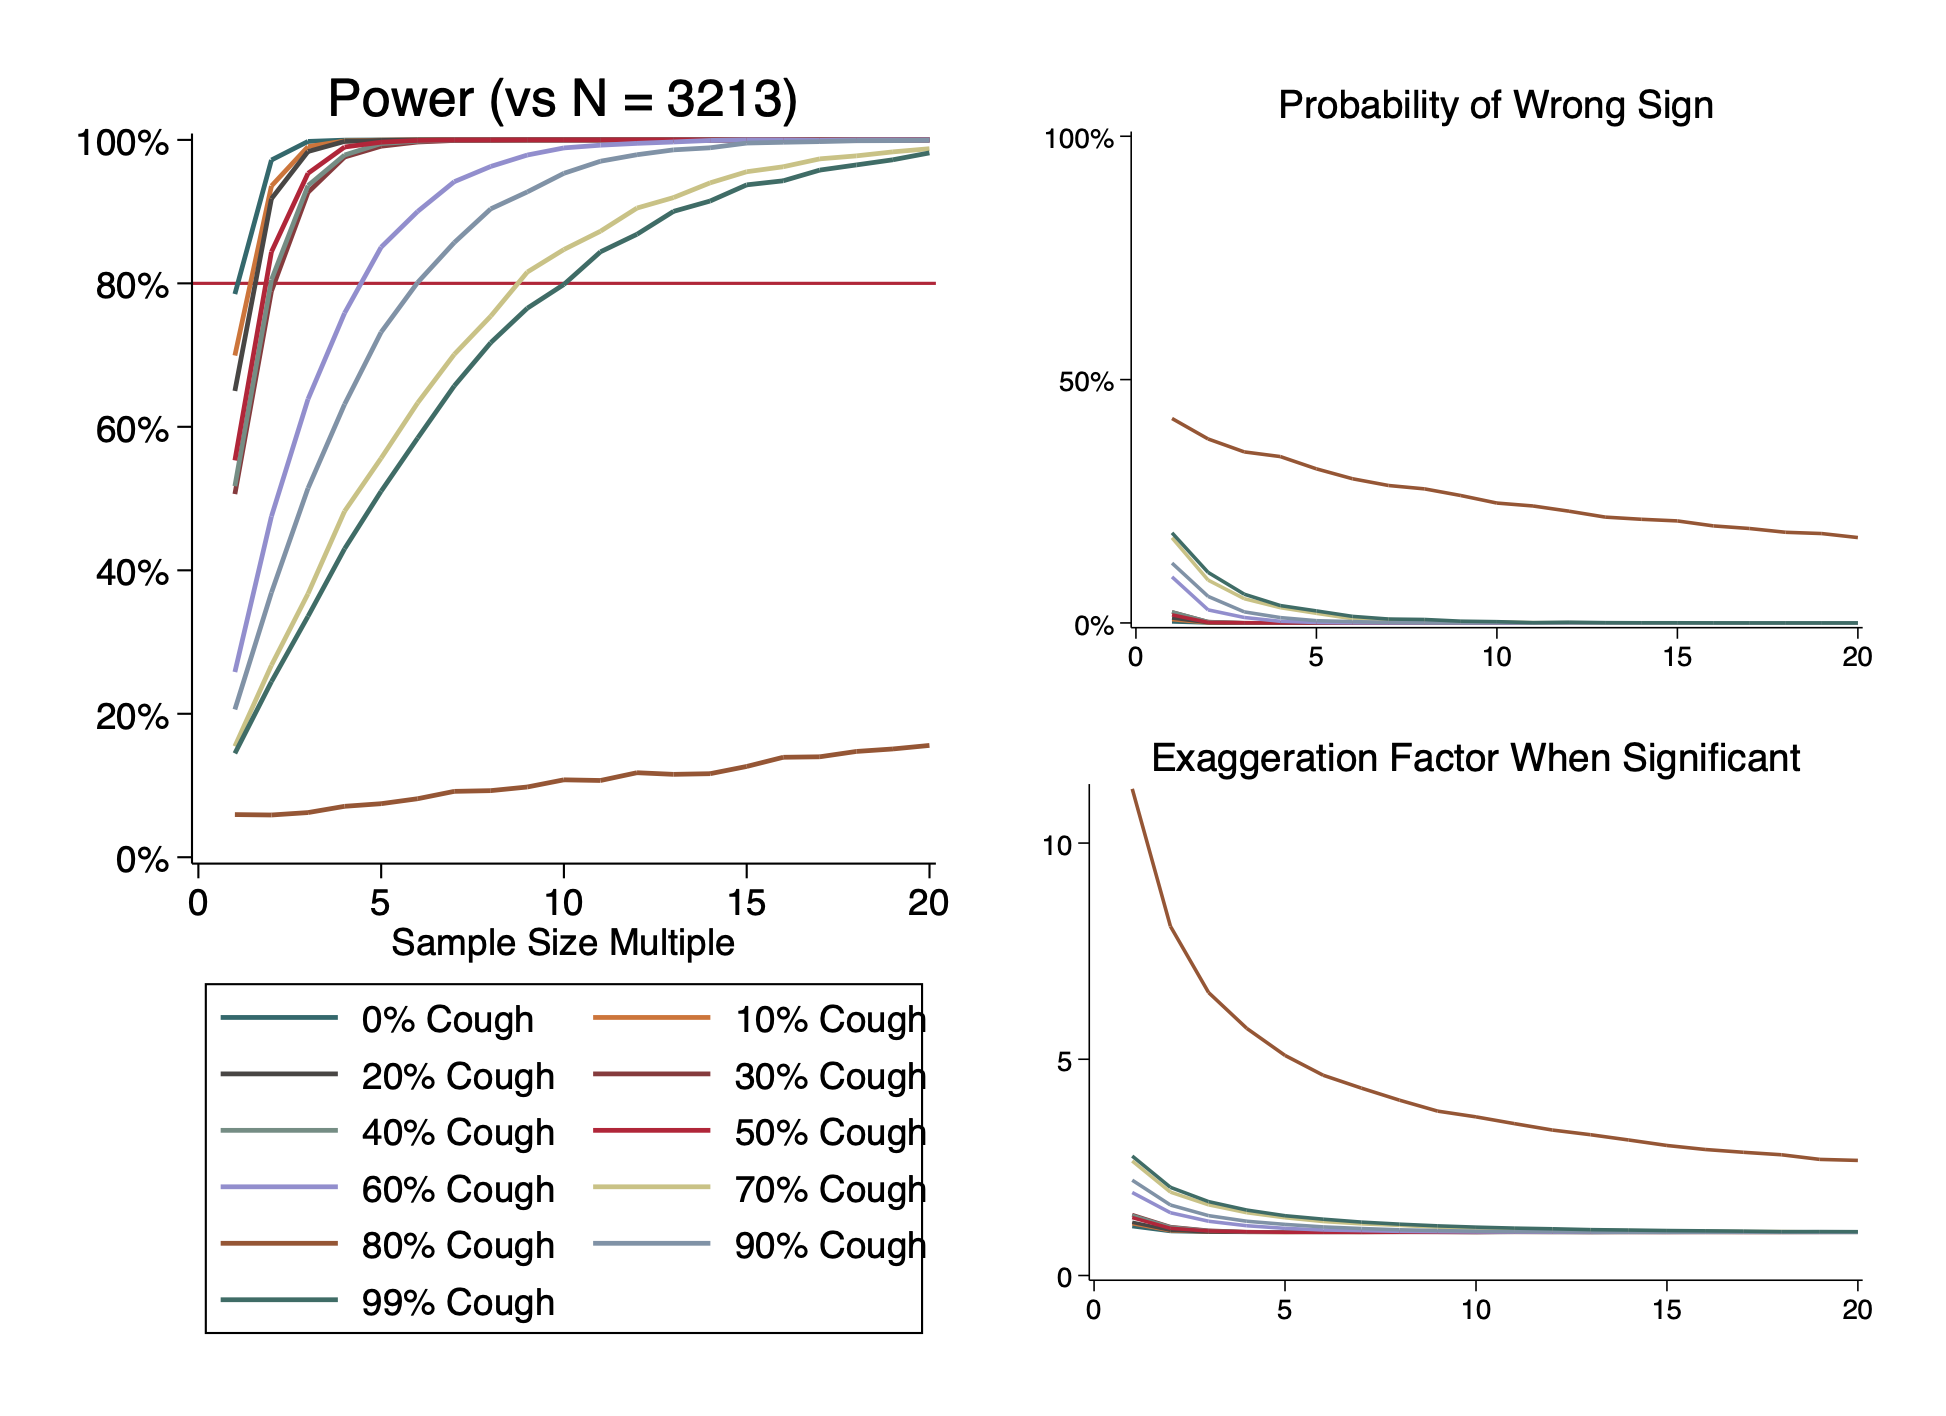 Power (vs N = 3213)
100%
80%
60%
40%
20%
0%
0 5 10 15 20
Sample Size Multiple
0% Cough 10% Cough
20% Cough 30% Cough
40% Cough 50% Cough
60% Cough 70% Cough
80% Cough 90% Cough
99% Cough
Probability of Wrong Sign
100%
50%
0%
0 5 10 15 20
Exaggeration Factor When Significant
10
5
0
0 5 10 15 20